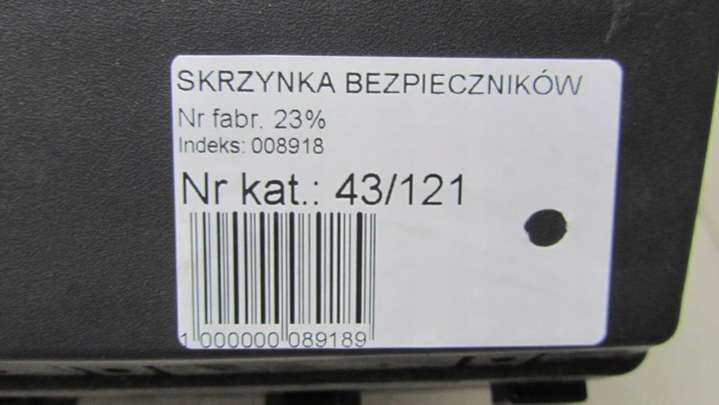 SKRZYNKA BEZPIECZNIKÓW
Nr fabr. 23%
Indeks: 008918
Nr kat.: 43/121
1 000000 089189